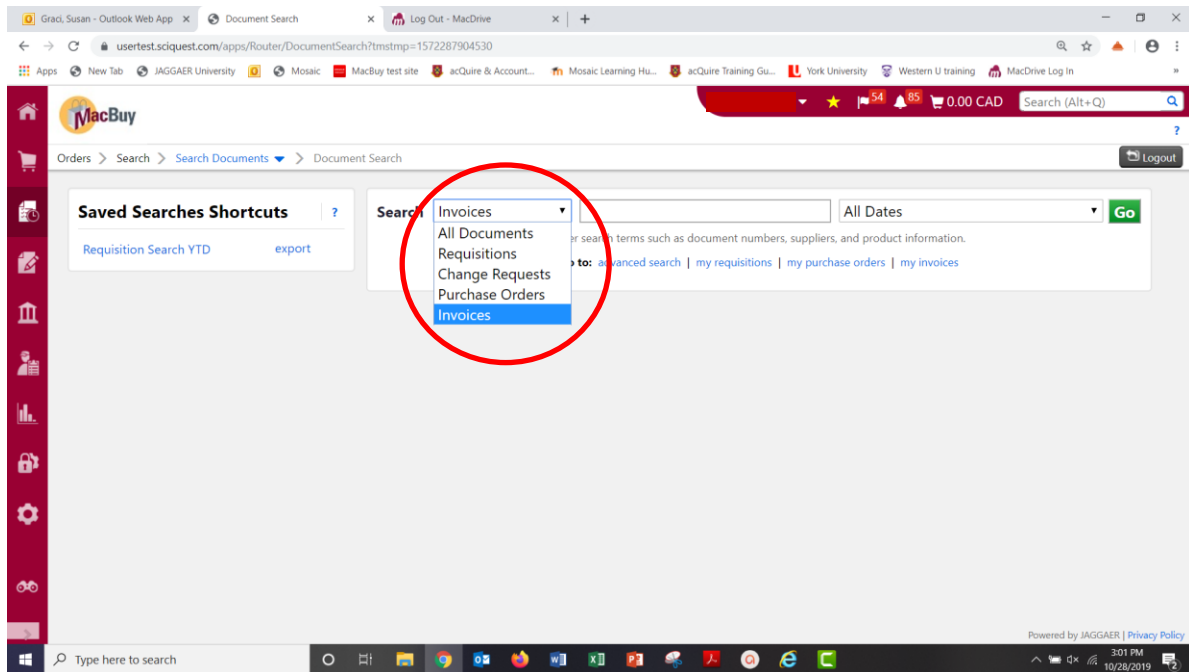 Graci, Susan - Outlook Web App
Document Search
Log Out - MacDrive
usertest.sciquest.com/apps/Router/DocumentSearch?tmstmp=1572287904530
Apps New Tab JAGGAER University Mosaic MacBuy test site acQuire & Account... Mosaic Learning Hu... acQuire Training Gu... York University Western U training MacDrive Log In »
MacBuy
54 85 0.00 CAD Search (Alt+Q)
?
Orders > Search > Search Documents > Document Search
Logout
Saved Searches Shortcuts ?
Requisition Search YTD export
Search Invoices All Dates Go
All Documents
Requisitions
Change Requests
Purchase Orders
Invoices
search terms such as document numbers, suppliers, and product information.
to: advanced search | my requisitions | my purchase orders | my invoices
Powered by JAGGAER | Privacy Policy
Type here to search
3:01 PM
10/28/2019
2